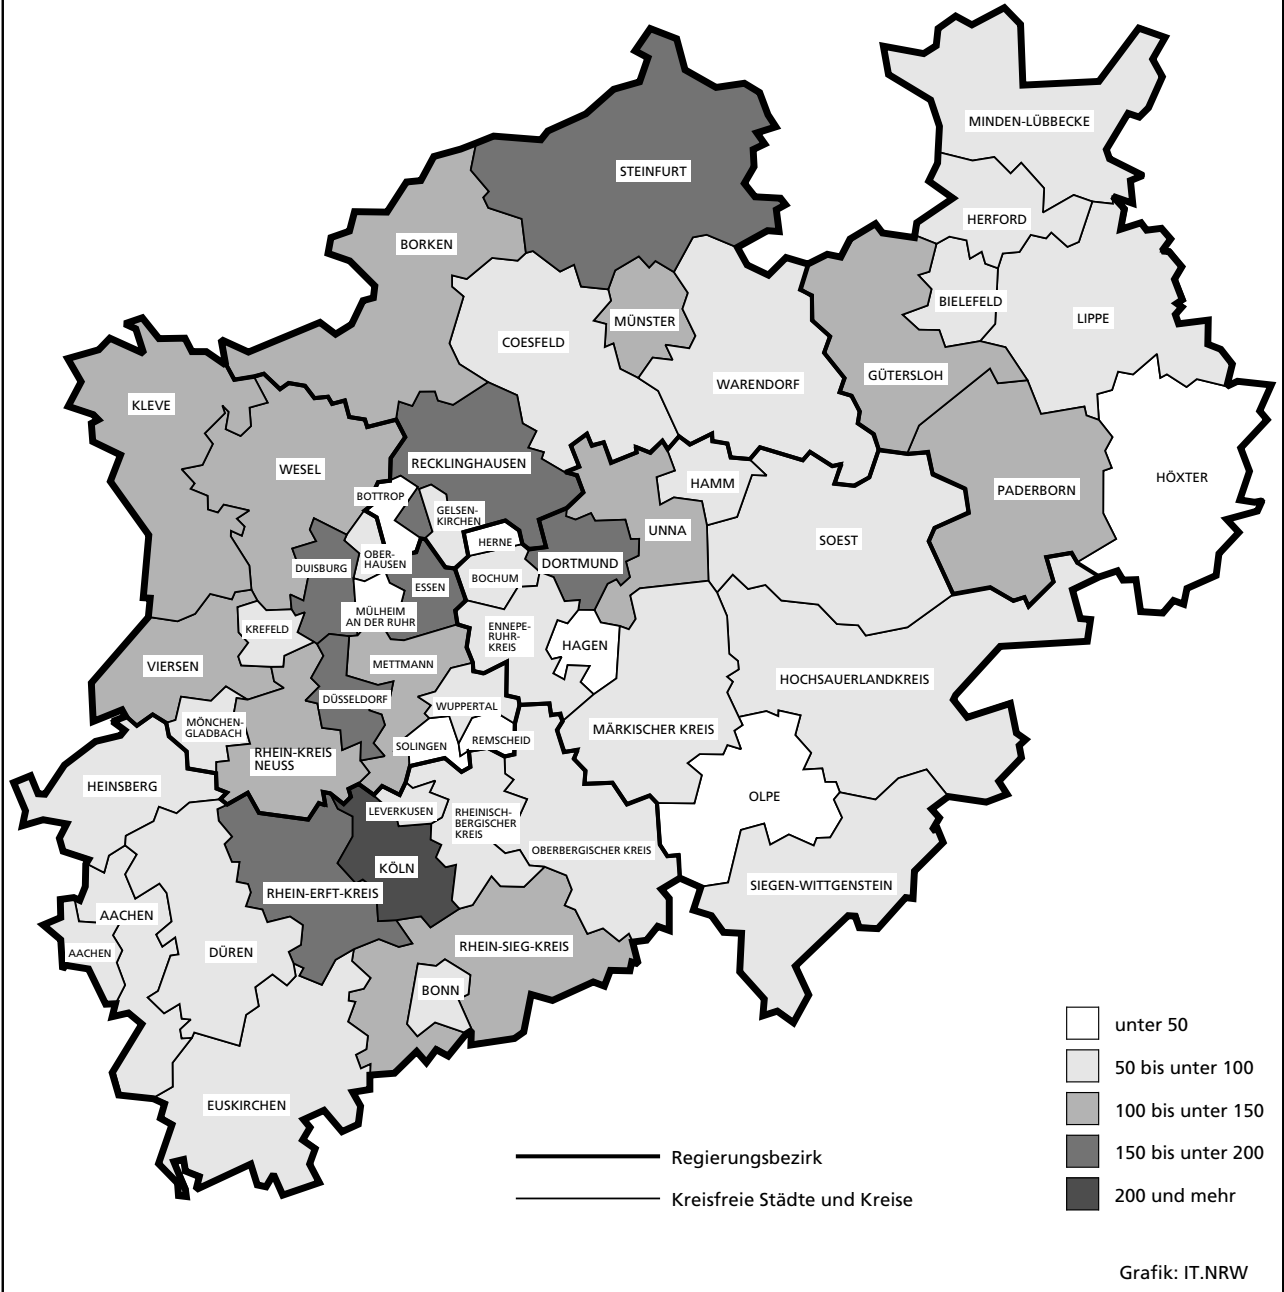 MINDEN-LÜBBECKE
STEINFURT
HERFORD
BORKEN
BIELEFELD
MÜNSTER
LIPPE
COESFELD
GÜTERSLOH
WARENDORF
KLEVE
RECKLINGHAUSEN
WESEL
HÖXTER
HAMM
PADERBORN
BOTTROP
GELSEN-
KIRCHEN
UNNA
SOEST
HERNE
OBER-
HAUSEN
DORTMUND
DUISBURG
BOCHUM
ESSEN
MÜLHEIM
AN DER RUHR
KREFELD
ENNEPE-
RUHR-
KREIS
HAGEN
METTMANN
VIERSEN
HOCHSAUERLANDKREIS
DÜSSELDORF
WUPPERTAL
MÖNCHEN-
GLADBACH
MÄRKISCHER KREIS
REMSCHEID
SOLINGEN
RHEIN-KREIS
NEUSS
HEINSBERG
OLPE
LEVERKUSEN
RHEINISCH-
BERGISCHER
KREIS
OBERBERGISCHER KREIS
KÖLN
SIEGEN-WITTGENSTEIN
RHEIN-ERFT-KREIS
AACHEN
RHEIN-SIEG-KREIS
AACHEN
DÜREN
BONN
EUSKIRCHEN
unter 50
50 bis unter 100
100 bis unter 150
150 bis unter 200
200 und mehr
Regierungsbezirk
Kreisfreie Städte und Kreise
Grafik: IT.NRW